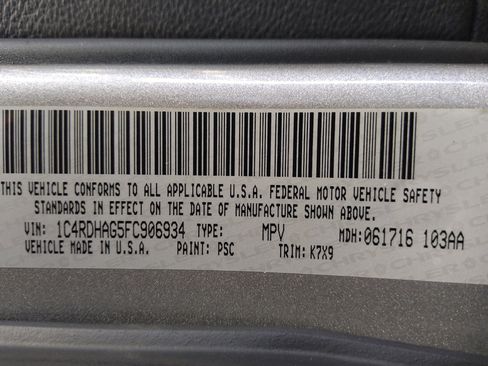 THIS VEHICLE CONFORMS TO ALL APPLICABLE U.S.A. FEDERAL MOTOR VEHICLE SAFETY
STANDARDS IN EFFECT ON THE DATE OF MANUFACTURE SHOWN ABOVE.
VIN: 1C4RDHAG5FC906934 TYPE: MPV MDH: 061716 103AA
VEHICLE MADE IN U.S.A. PAINT: PSC TRIM: K7X9